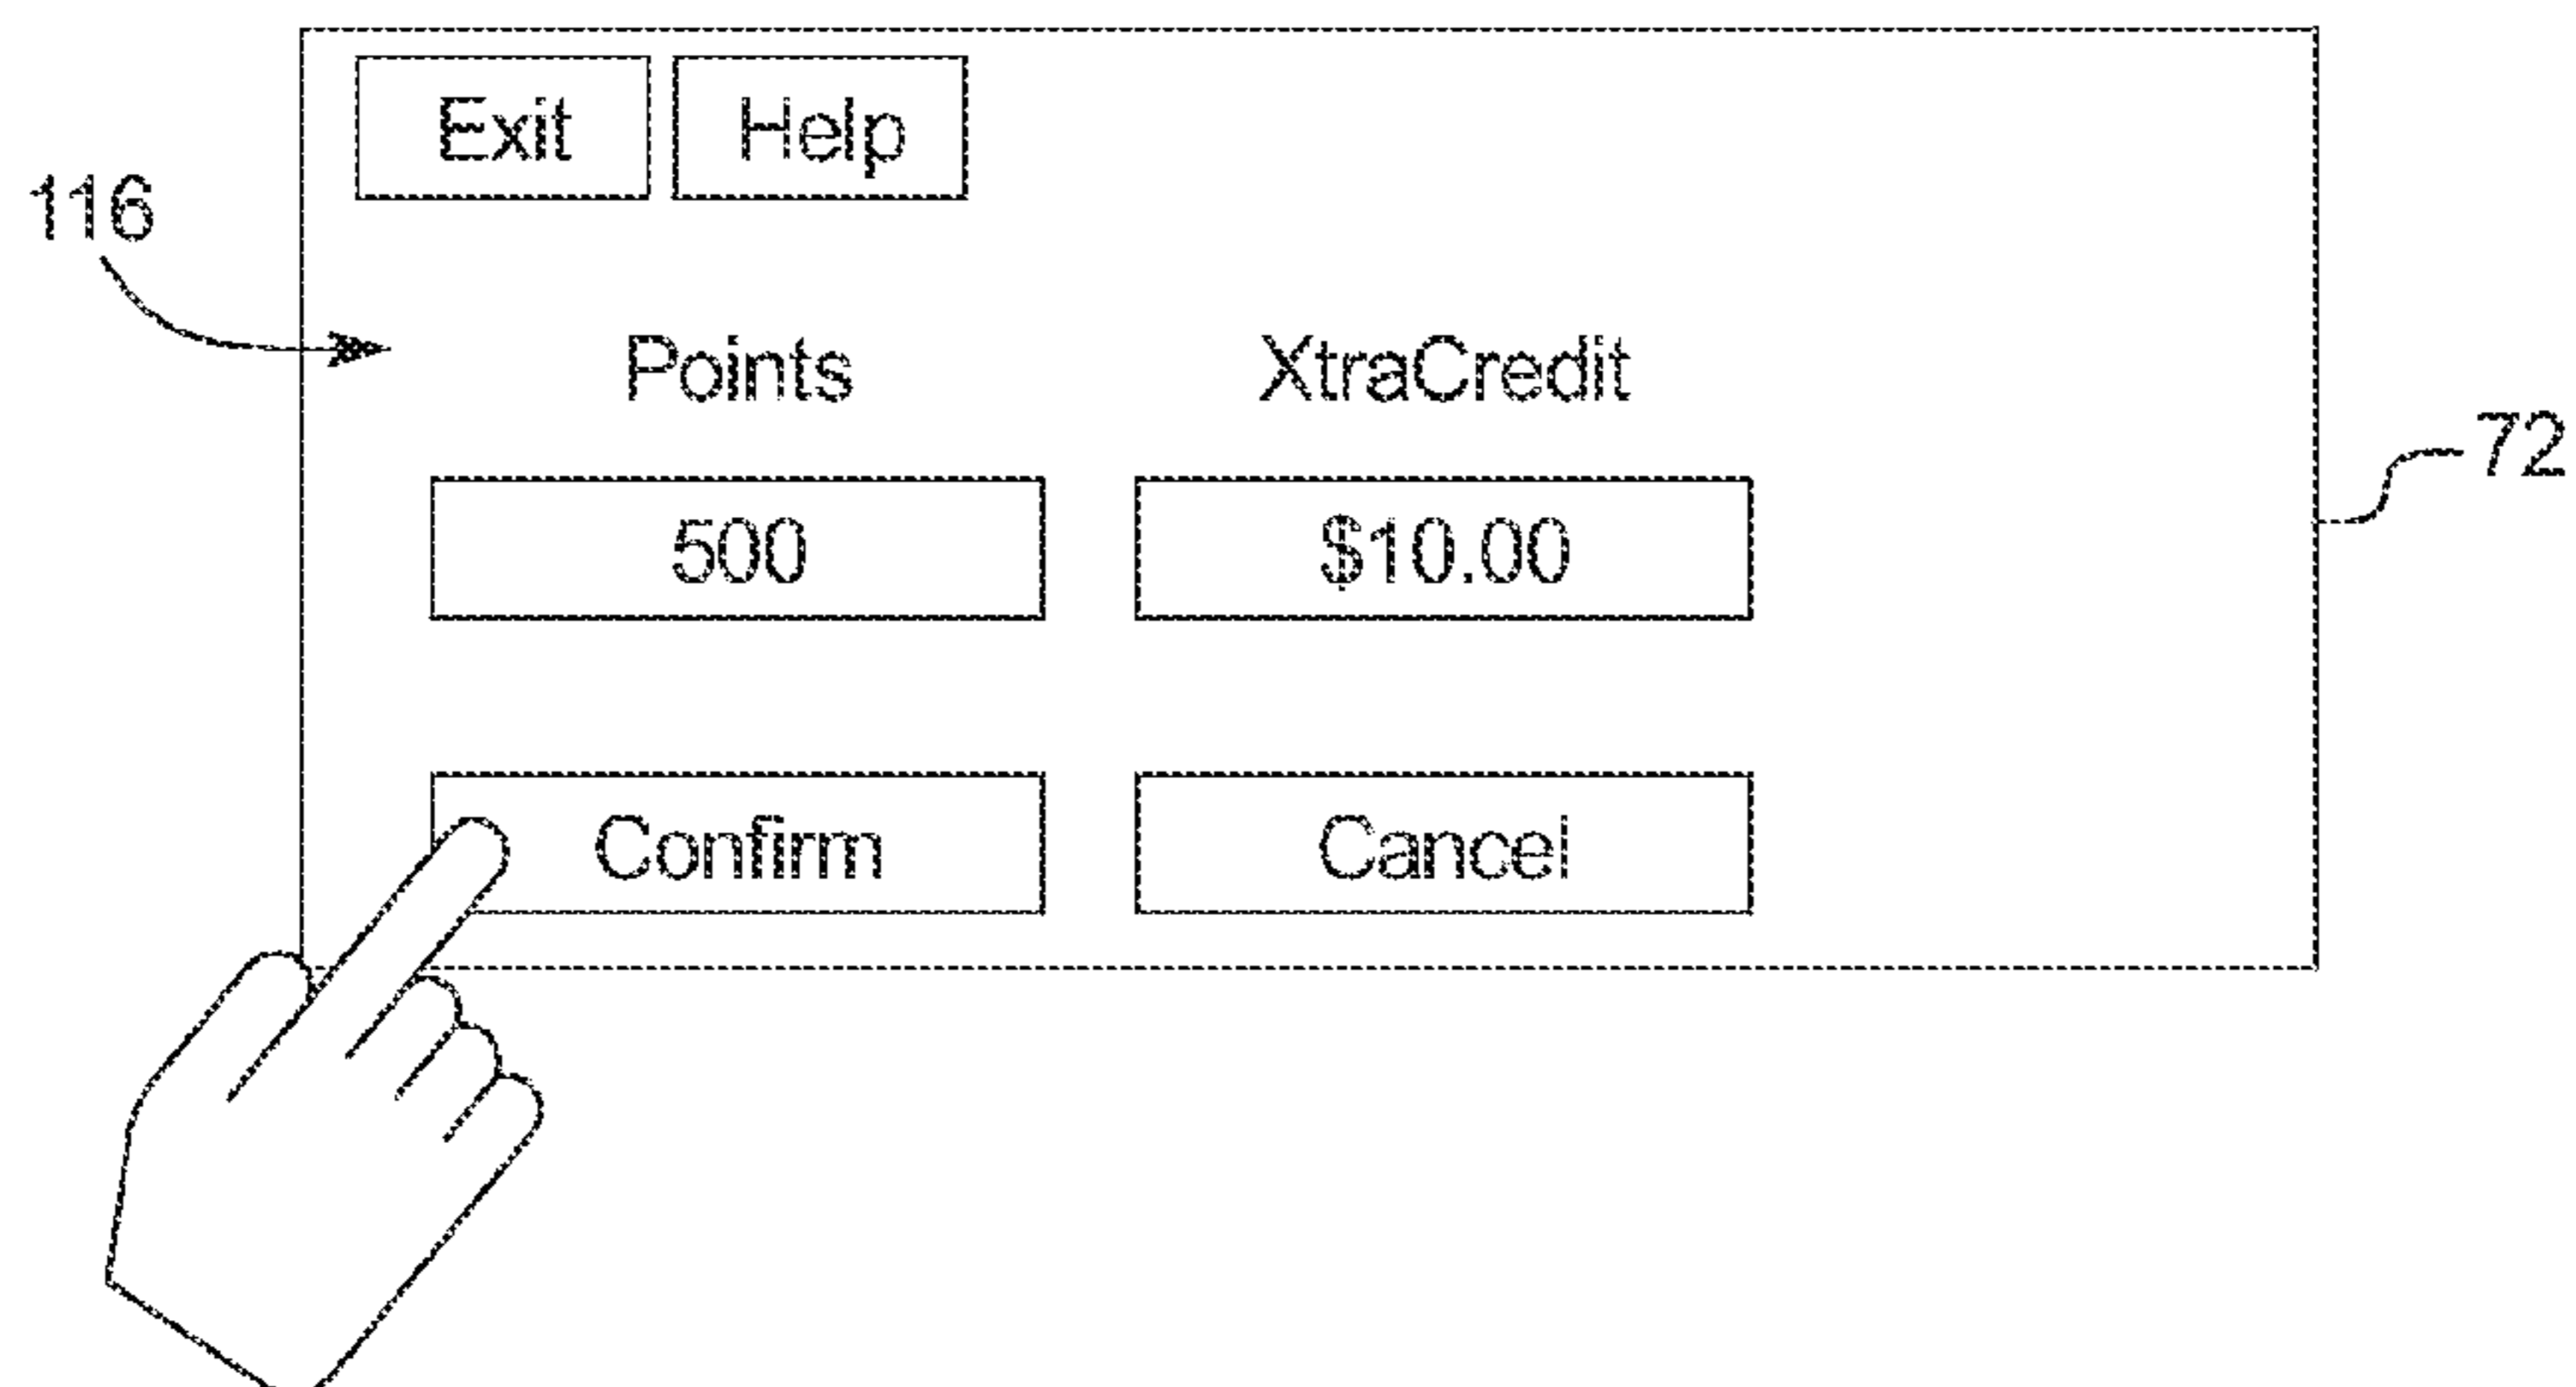 Exit Help
116
Points XtraCredit
72
500 $10.00
Confirm Cancel